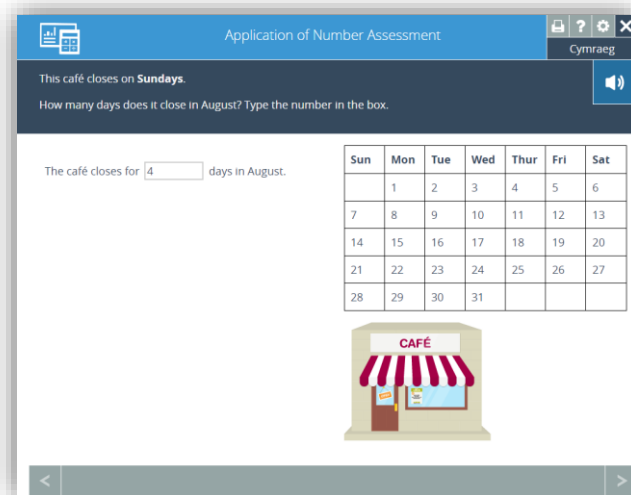 Application of Number Assessment
?
Cymraeg
This café closes on Sundays.
How many days does it close in August? Type the number in the box.
The café closes for 4 days in August.
Sun Mon Tue Wed Thur Fri Sat
1 2 3 4 5 6
7 8 9 10 11 12 13
14 15 16 17 18 19 20
21 22 23 24 25 26 27
28 29 30 31
CAFÉ